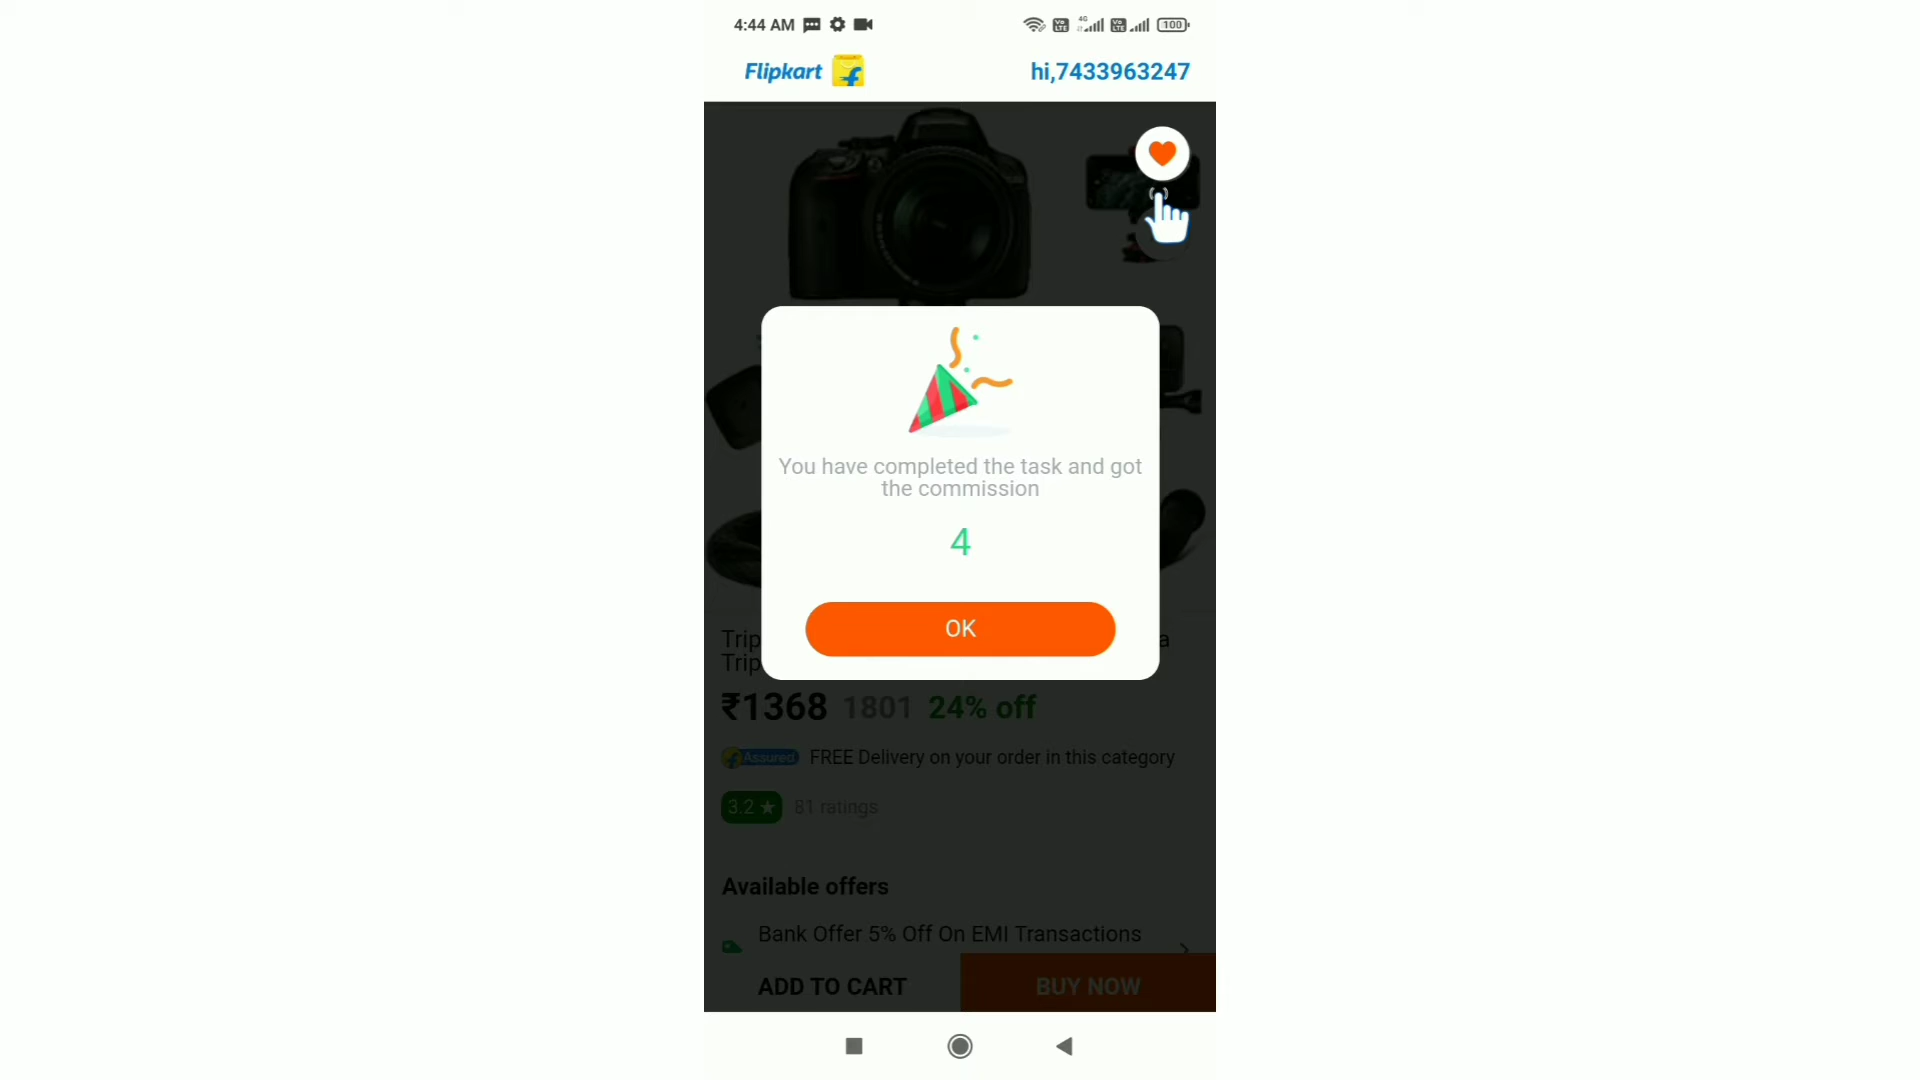 4:44 AM
4G
100
Flipkart
hi,7433963247
You have completed the task and got
the commission
4
OK
Trip
a
Trip
₹1368 1801 24% off
Assured FREE Delivery on your order in this category
3.2 ★ 81 ratings
Available offers
Bank Offer 5% Off On EMI Transactions
ADD TO CART
BUY NOW